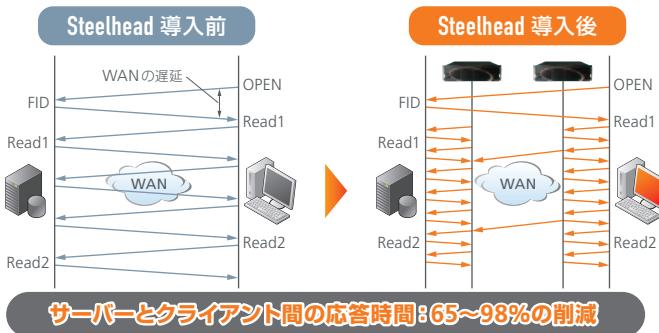 Steelhead 導入前
WANの遅延
OPEN
FID
Read1
Read1
WAN
Read2
Read2
Steelhead 導入後
OPEN
FID
Read1
Read1
WAN
Read2
Read2
サーバーとクライアント間の応答時間：65～98%の削減